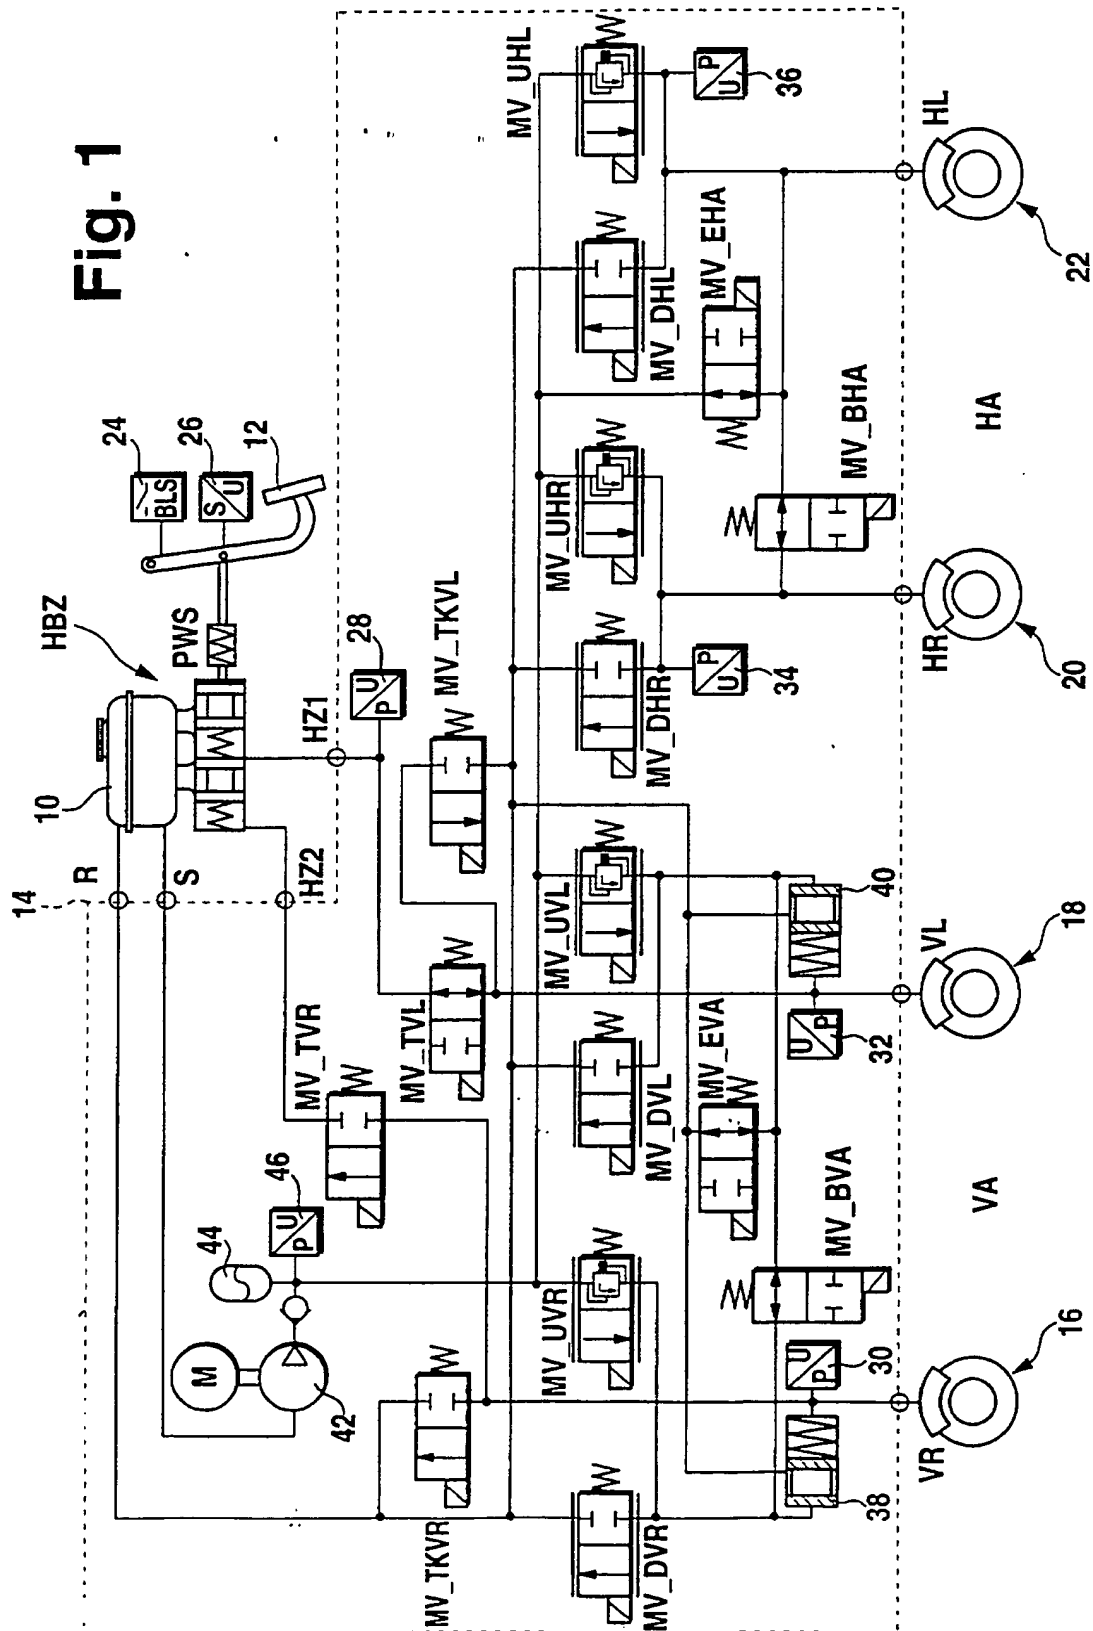 Fig. 1
14
R
S
10
HBZ
PWS
24
BLS
26
S
U
12
HZ2
HZ1
28
U
P
44
46
U
P
M
42
MV_TVR
MV_TVL
MV_TKVL
MV_TKVR
MV_DVR
MV_UVR
MV_DVL
MV_UVL
MV_DHR
MV_UHR
MV_DHL
MV_UHL
MV_EVA
MV_BVA
MV_EHA
MV_BHA
U
P
30
U
P
32
P
U
34
P
U
36
38
40
VR
16
VA
VL
18
HR
20
HA
HL
22